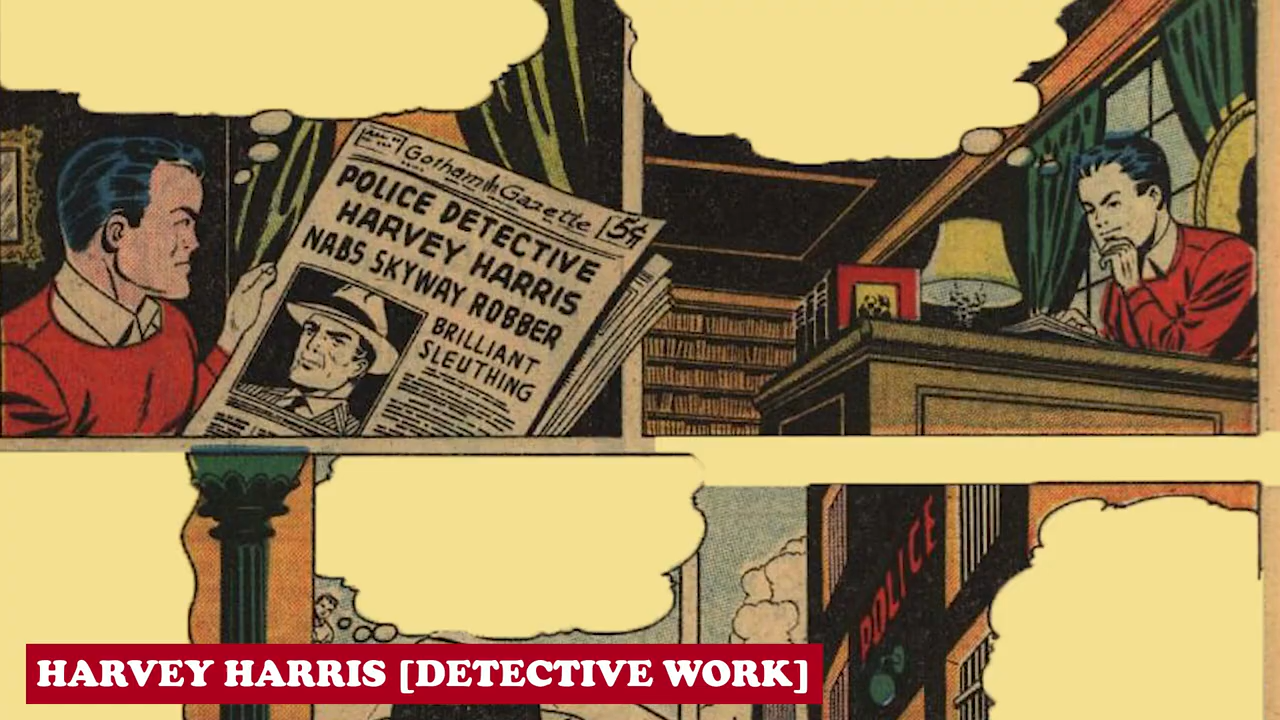 Gotham Gazette 5¢
POLICE DETECTIVE
HARVEY HARRIS
NABS SKYWAY ROBBER
BRILLIANT
SLEUTHING
POLICE
HARVEY HARRIS [DETECTIVE WORK]